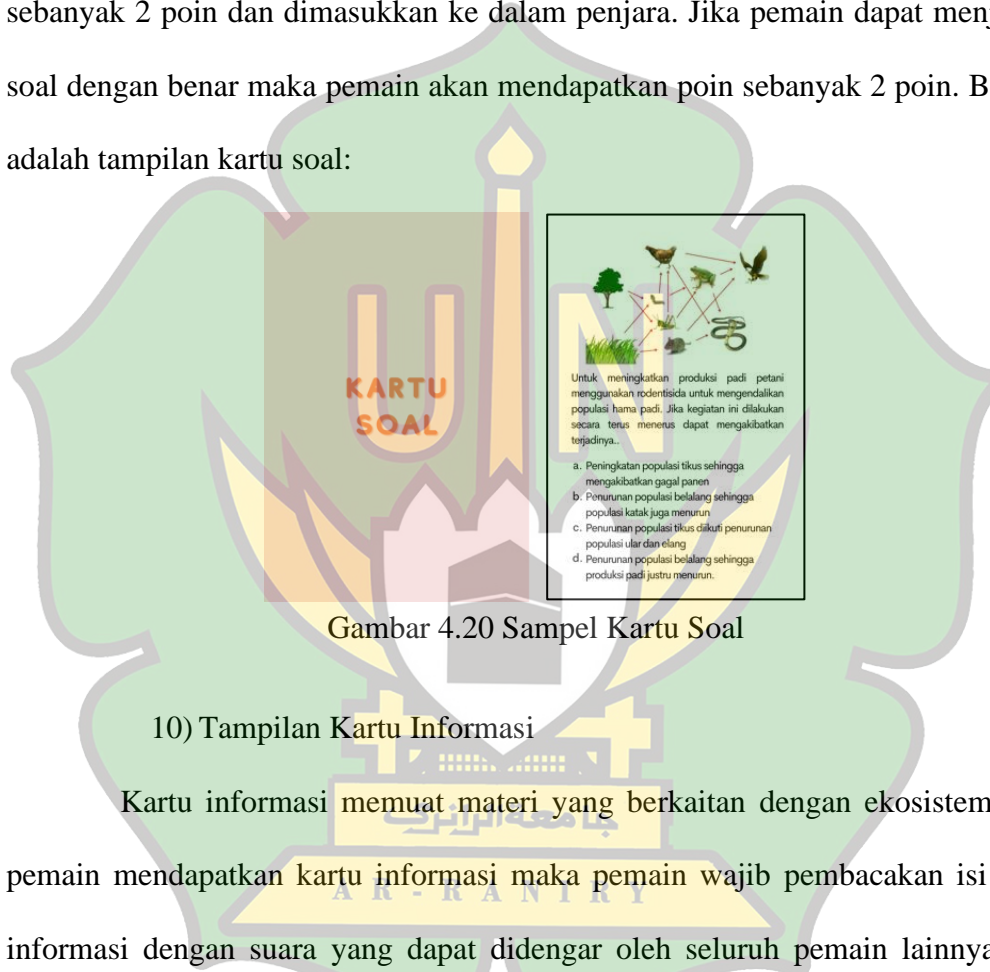 sebanyak 2 poin dan dimasukkan ke dalam penjara. Jika pemain dapat
soal dengan benar maka pemain akan mendapatkan poin sebanyak 2 poin.
adalah tampilan kartu soal:
KARTU
SOAL
Untuk meningkatkan produksi padi petani
menggunakan rodentisida untuk mengendalikan
populasi hama padi. Jika kegiatan ini dilakukan
secara terus menerus dapat mengakibatkan
terjadinya..
a. Peningkatan populasi tikus sehingga
mengakibatkan gagal panen
b. Penurunan populasi belalang sehingga
populasi katak juga menurun
c. Penurunan populasi tikus diikuti penurunan
populasi ular dan elang
d. Penurunan populasi belalang sehingga
produksi padi justru menurun.
Gambar 4.20 Sampel Kartu Soal
10) Tampilan Kartu Informasi
Kartu informasi memuat materi yang berkaitan dengan ekosistem
جامعة الرانري
pemain mendapatkan kartu informasi maka pemain wajib pembacakan isi
AR-RANIRY
informasi dengan suara yang dapat didengar oleh seluruh pemain lainnya
UIN